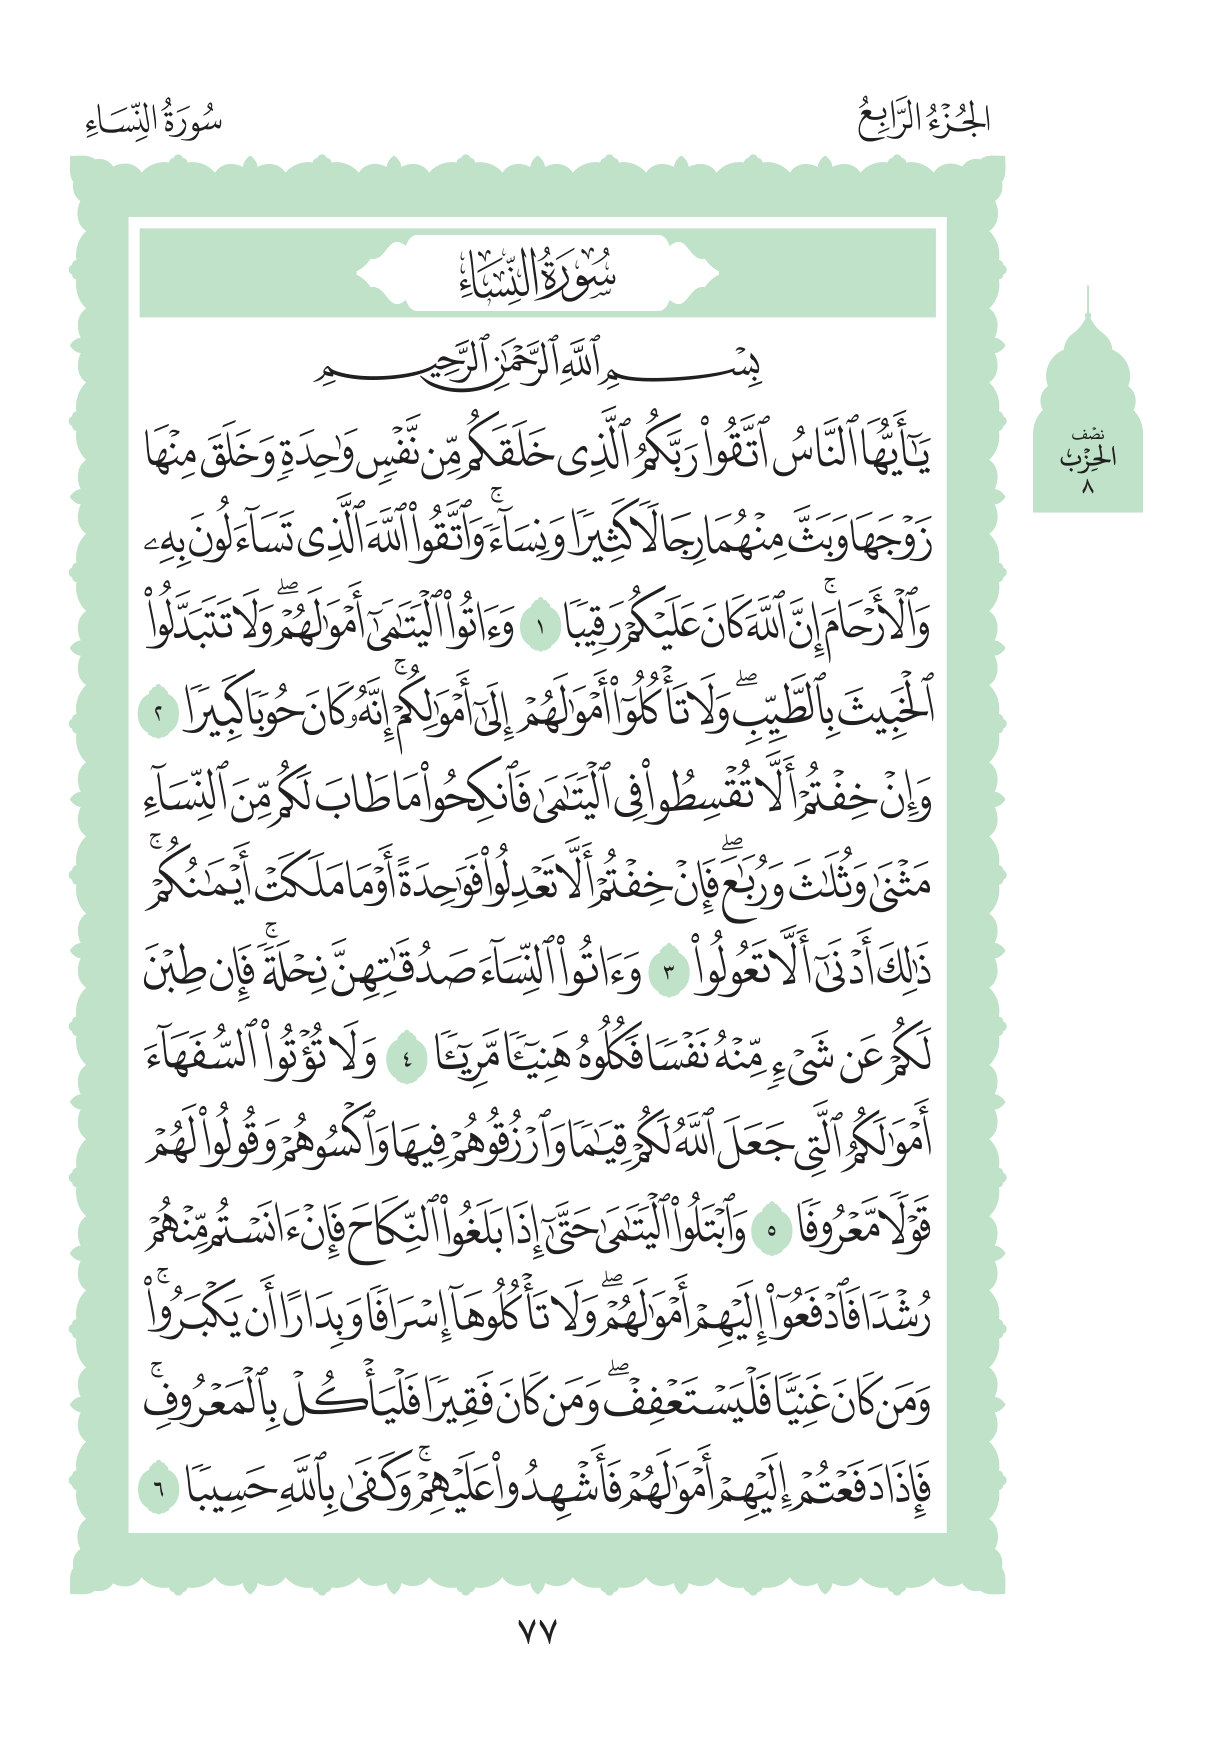 الجُزْءُ الرَّابِعُ
سُورَةُ النِّسَاءِ
سُورَةُ النِّسَاءِ
بِسْمِ ٱللَّهِ ٱلرَّحْمَٰنِ ٱلرَّحِيمِ
يَٰٓأَيُّهَا ٱلنَّاسُ ٱتَّقُوا۟ رَبَّكُمُ ٱلَّذِى خَلَقَكُم مِّن نَّفْسٍ وَٰحِدَةٍ وَخَلَقَ مِنْهَا
زَوْجَهَا وَبَثَّ مِنْهُمَا رِجَالًا كَثِيرًا وَنِسَآءً ۚ وَٱتَّقُوا۟ ٱللَّهَ ٱلَّذِى تَسَآءَلُونَ بِهِۦ
وَٱلْأَرْحَامَ ۚ إِنَّ ٱللَّهَ كَانَ عَلَيْكُمْ رَقِيبًا ١ وَءَاتُوا۟ ٱلْيَتَٰمَىٰٓ أَمْوَٰلَهُمْ ۖ وَلَا تَتَبَدَّلُوا۟
ٱلْخَبِيثَ بِٱلطَّيِّبِ ۖ وَلَا تَأْكُلُوٓا۟ أَمْوَٰلَهُمْ إِلَىٰٓ أَمْوَٰلِكُمْ ۚ إِنَّهُۥ كَانَ حُوبًا كَبِيرًا ٢
وَإِنْ خِفْتُمْ أَلَّا تُقْسِطُوا۟ فِى ٱلْيَتَٰمَىٰ فَٱنكِحُوا۟ مَا طَابَ لَكُم مِّنَ ٱلنِّسَآءِ
مَثْنَىٰ وَثُلَٰثَ وَرُبَٰعَ ۖ فَإِنْ خِفْتُمْ أَلَّا تَعْدِلُوا۟ فَوَٰحِدَةً أَوْ مَا مَلَكَتْ أَيْمَٰنُكُمْ ۚ
ذَٰلِكَ أَدْنَىٰٓ أَلَّا تَعُولُوا۟ ٣ وَءَاتُوا۟ ٱلنِّسَآءَ صَدُقَٰتِهِنَّ نِحْلَةً ۚ فَإِن طِبْنَ
لَكُمْ عَن شَىْءٍ مِّنْهُ نَفْسًا فَكُلُوهُ هَنِيٓـًٔا مَّرِيٓـًٔا ٤ وَلَا تُؤْتُوا۟ ٱلسُّفَهَآءَ
أَمْوَٰلَكُمُ ٱلَّتِى جَعَلَ ٱللَّهُ لَكُمْ قِيَٰمًا وَٱرْزُقُوهُمْ فِيهَا وَٱكْسُوهُمْ وَقُولُوا۟ لَهُمْ
قَوْلًا مَّعْرُوفًا ٥ وَٱبْتَلُوا۟ ٱلْيَتَٰمَىٰ حَتَّىٰٓ إِذَا بَلَغُوا۟ ٱلنِّكَاحَ فَإِنْ ءَانَسْتُم مِّنْهُمْ
رُشْدًا فَٱدْفَعُوٓا۟ إِلَيْهِمْ أَمْوَٰلَهُمْ ۖ وَلَا تَأْكُلُوهَآ إِسْرَافًا وَبِدَارًا أَن يَكْبَرُوا۟ ۚ
وَمَن كَانَ غَنِيًّا فَلْيَسْتَعْفِفْ ۖ وَمَن كَانَ فَقِيرًا فَلْيَأْكُلْ بِٱلْمَعْرُوفِ ۚ
فَإِذَا دَفَعْتُمْ إِلَيْهِمْ أَمْوَٰلَهُمْ فَأَشْهِدُوا۟ عَلَيْهِمْ ۚ وَكَفَىٰ بِٱللَّهِ حَسِيبًا ٦
نصْف
الحِزْب
٨
٧٧